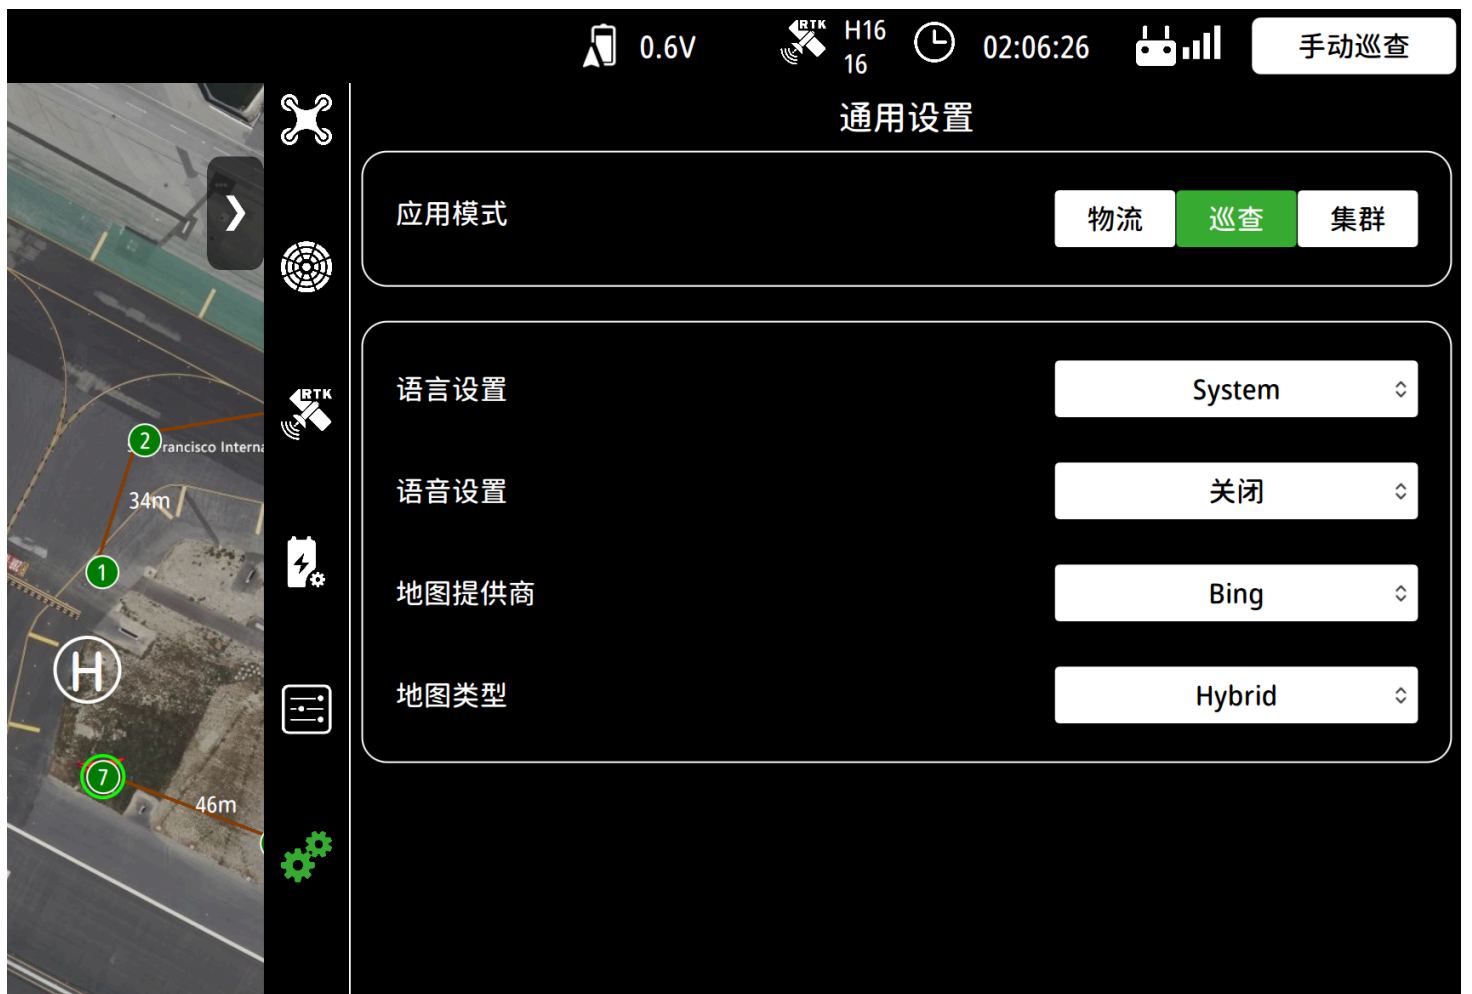 0.6V
RTK
H16
16
02:06:26
手动巡查
通用设置
应用模式
物流
巡查
集群
RTK
语言设置
System
语音设置
关闭
地图提供商
Bing
地图类型
Hybrid
2
rancisco Interna
34m
1
H
7
46m